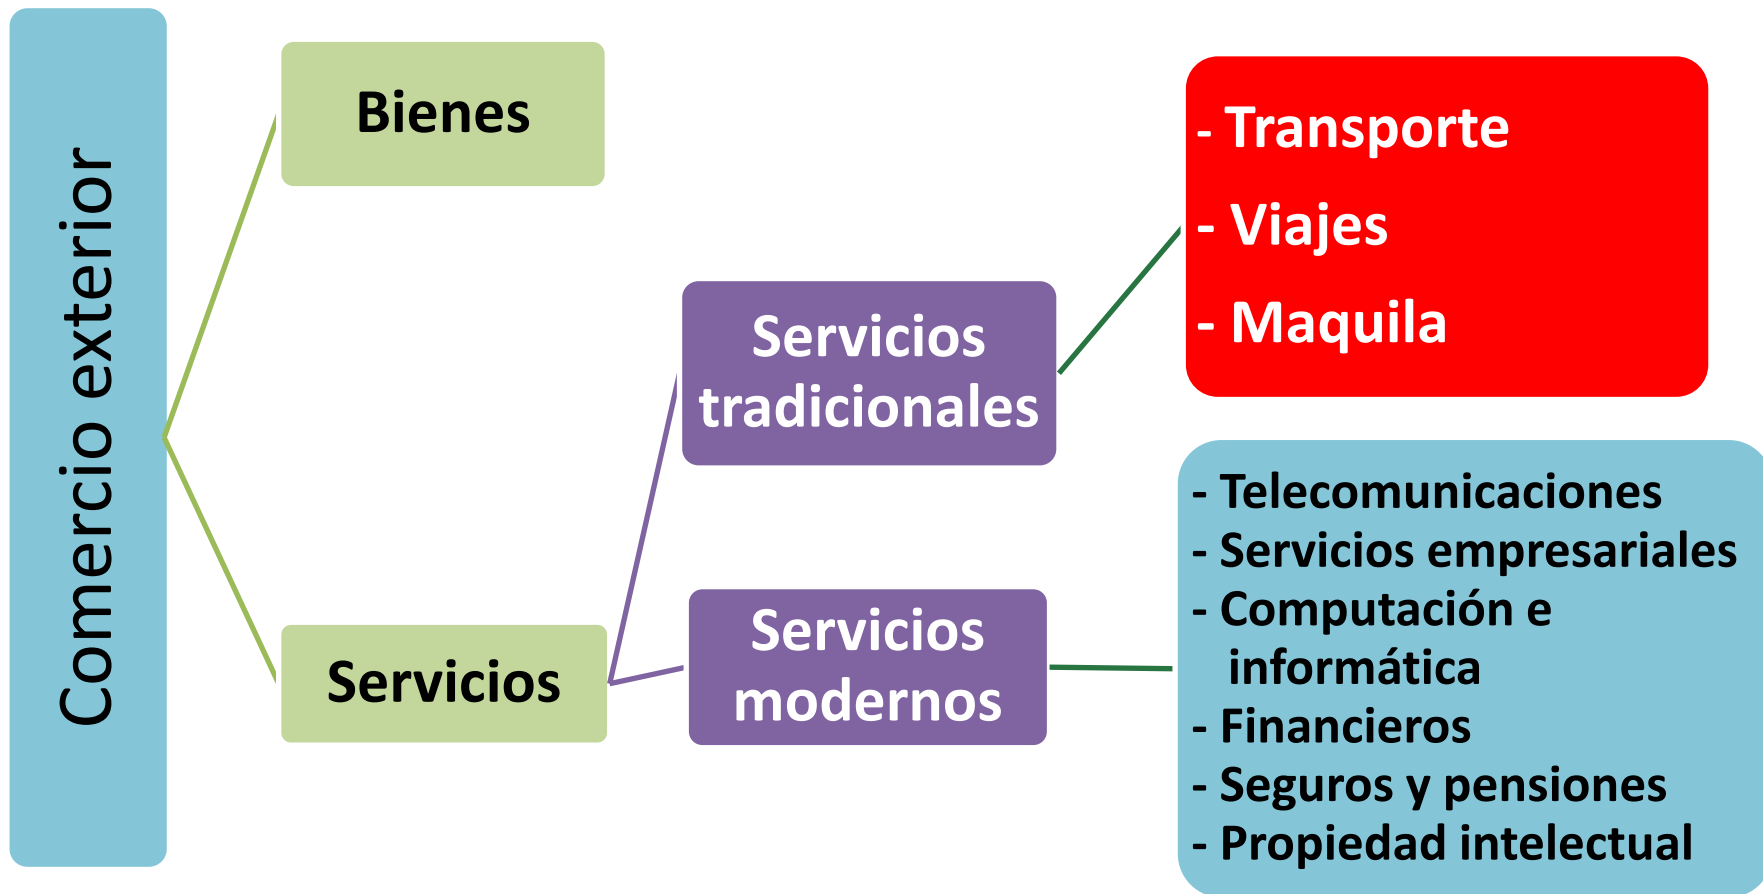 Comercio exterior
Bienes
Servicios
Servicios
tradicionales
Servicios
modernos
- Transporte
- Viajes
- Maquila
- Telecomunicaciones
- Servicios empresariales
- Computación e
informática
- Financieros
- Seguros y pensiones
- Propiedad intelectual